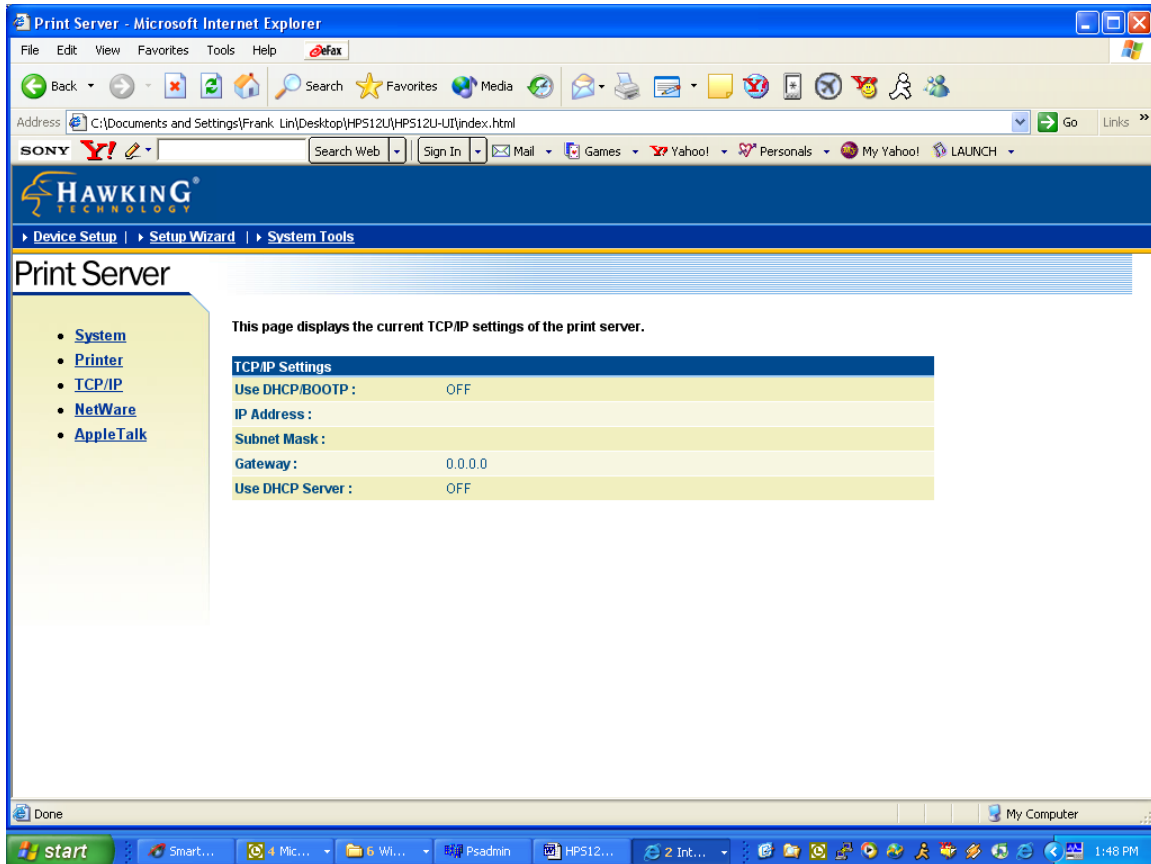 Print Server - Microsoft Internet Explorer
File Edit View Favorites Tools Help eFax
Back Search Favorites Media
Address C:\Documents and Settings\Frank Lin\Desktop\HPS12U\HPS12U-UI\index.html Go Links »
SONY Y! Search Web Sign In Mail Games Yahoo! Personals My Yahoo! LAUNCH
HAWKING®
TECHNOLOGY
Device Setup | Setup Wizard | System Tools
Print Server
This page displays the current TCP/IP settings of the print server.
• System
• Printer
• TCP/IP
• NetWare
• AppleTalk
TCP/IP Settings
Use DHCP/BOOTP : OFF
IP Address :
Subnet Mask :
Gateway : 0.0.0.0
Use DHCP Server : OFF
Done My Computer
start Smart... 4 Mic... 6 Wi... Psadmin HPS12... 2 Int... 1:48 PM